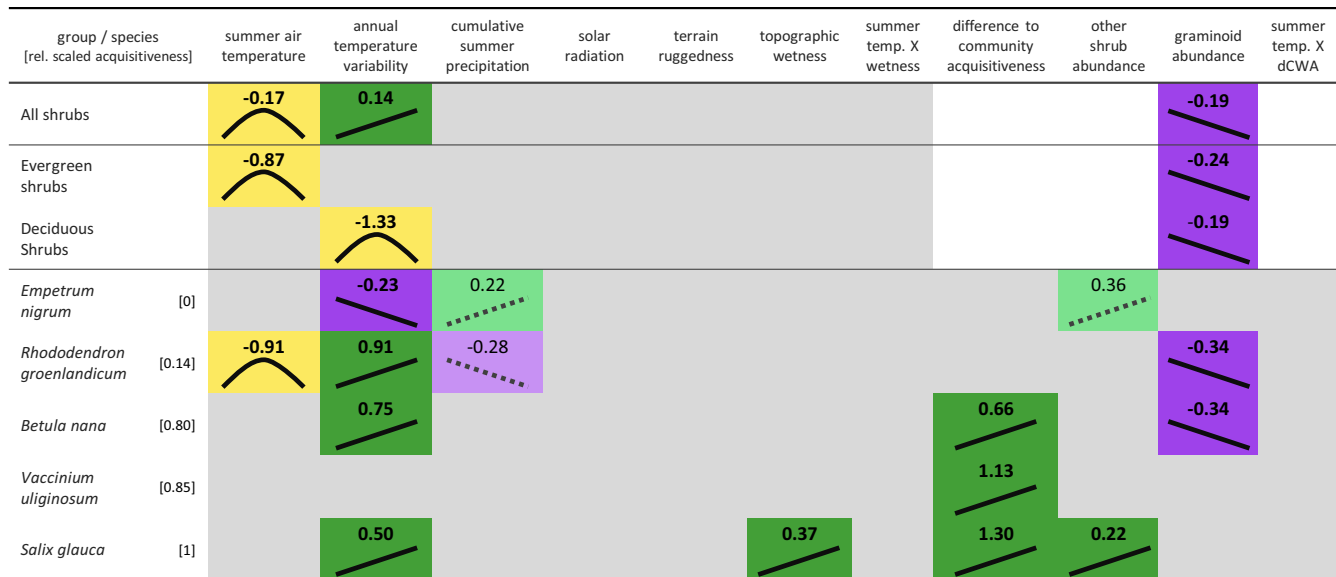 group / species
[rel. scaled acquisitiveness]
summer air
temperature
annual
temperature
variability
cumulative
summer
precipitation
solar
radiation
terrain
ruggedness
topographic
wetness
summer
temp. X
wetness
difference to
community
acquisitiveness
other
shrub
abundance
graminoid
abundance
summer
temp. X
dCWA
All shrubs
-0.17
0.14
-0.19
Evergreen
shrubs
-0.87
-0.24
Deciduous
Shrubs
-1.33
-0.19
Empetrum
nigrum
[0]
-0.23
0.22
0.36
Rhododendron
groenlandicum
[0.14]
-0.91
0.91
-0.28
-0.34
Betula nana
[0.80]
0.75
0.66
-0.34
Vaccinium
uliginosum
[0.85]
1.13
Salix glauca
[1]
0.50
0.37
1.30
0.22